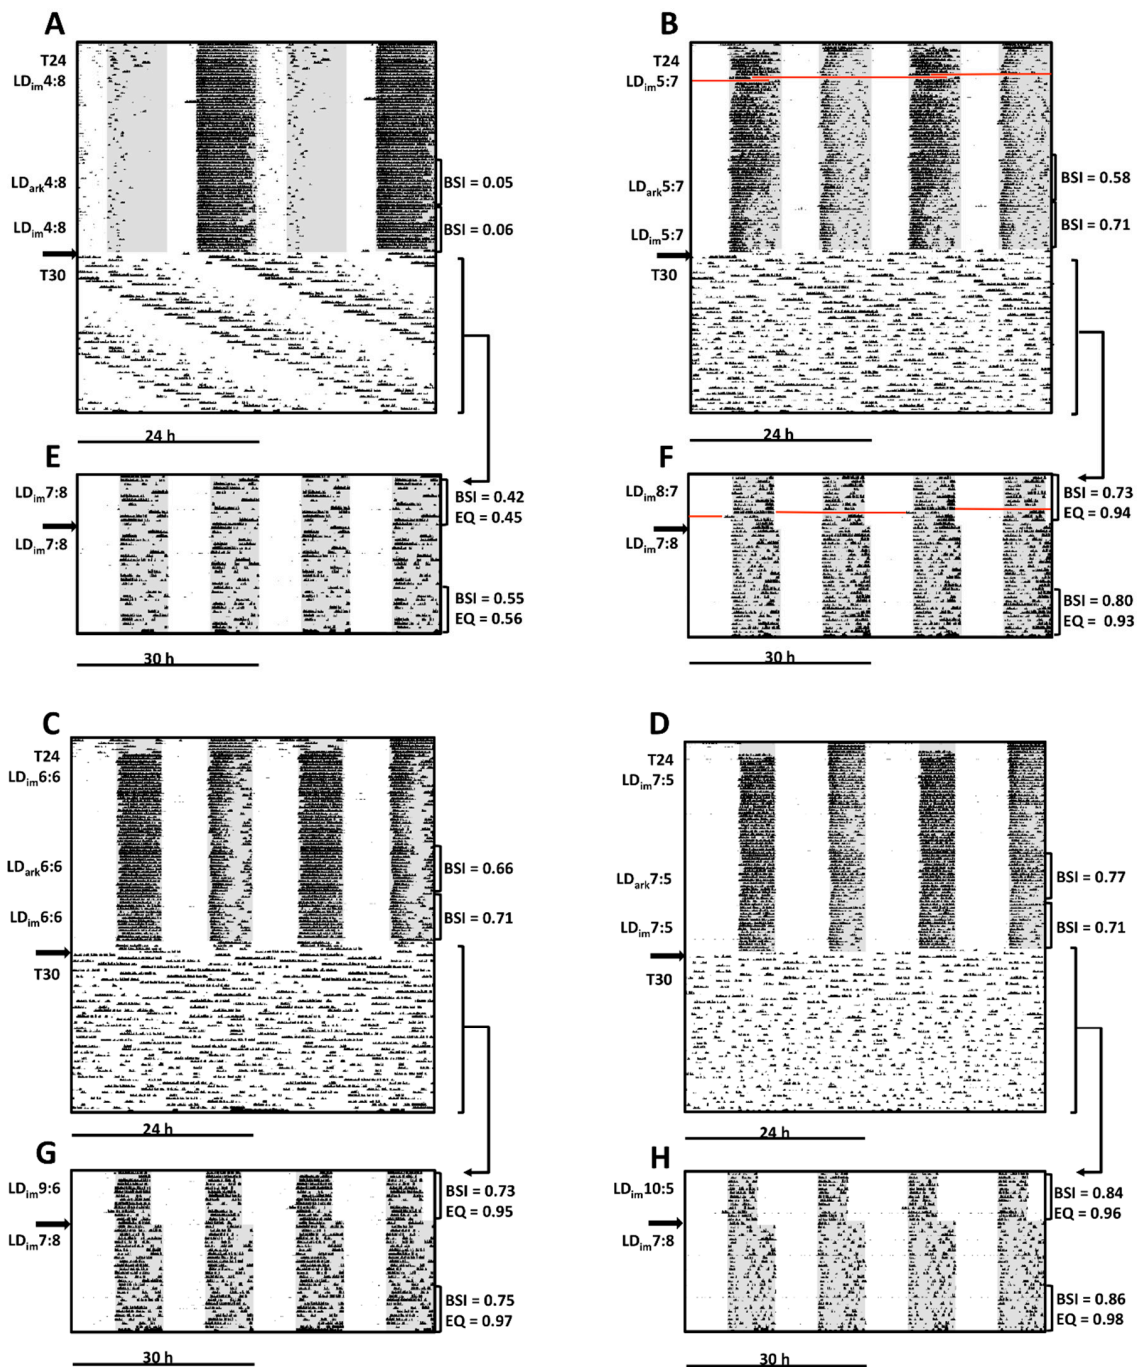 A
T24
LDim4:8
LDark4:8
LDim4:8
T30
BSI = 0.05
BSI = 0.06
24 h
B
T24
LDim5:7
LDark5:7
LDim5:7
T30
BSI = 0.58
BSI = 0.71
24 h
E
LDim7:8
LDim7:8
BSI = 0.42
EQ = 0.45
BSI = 0.55
EQ = 0.56
30 h
F
LDim8:7
LDim7:8
BSI = 0.73
EQ = 0.94
BSI = 0.80
EQ = 0.93
30 h
C
T24
LDim6:6
LDark6:6
LDim6:6
T30
BSI = 0.66
BSI = 0.71
24 h
D
T24
LDim7:5
LDark7:5
LDim7:5
T30
BSI = 0.77
BSI = 0.71
24 h
G
LDim9:6
LDim7:8
BSI = 0.73
EQ = 0.95
BSI = 0.75
EQ = 0.97
30 h
H
LDim10:5
LDim7:8
BSI = 0.84
EQ = 0.96
BSI = 0.86
EQ = 0.98
30 h